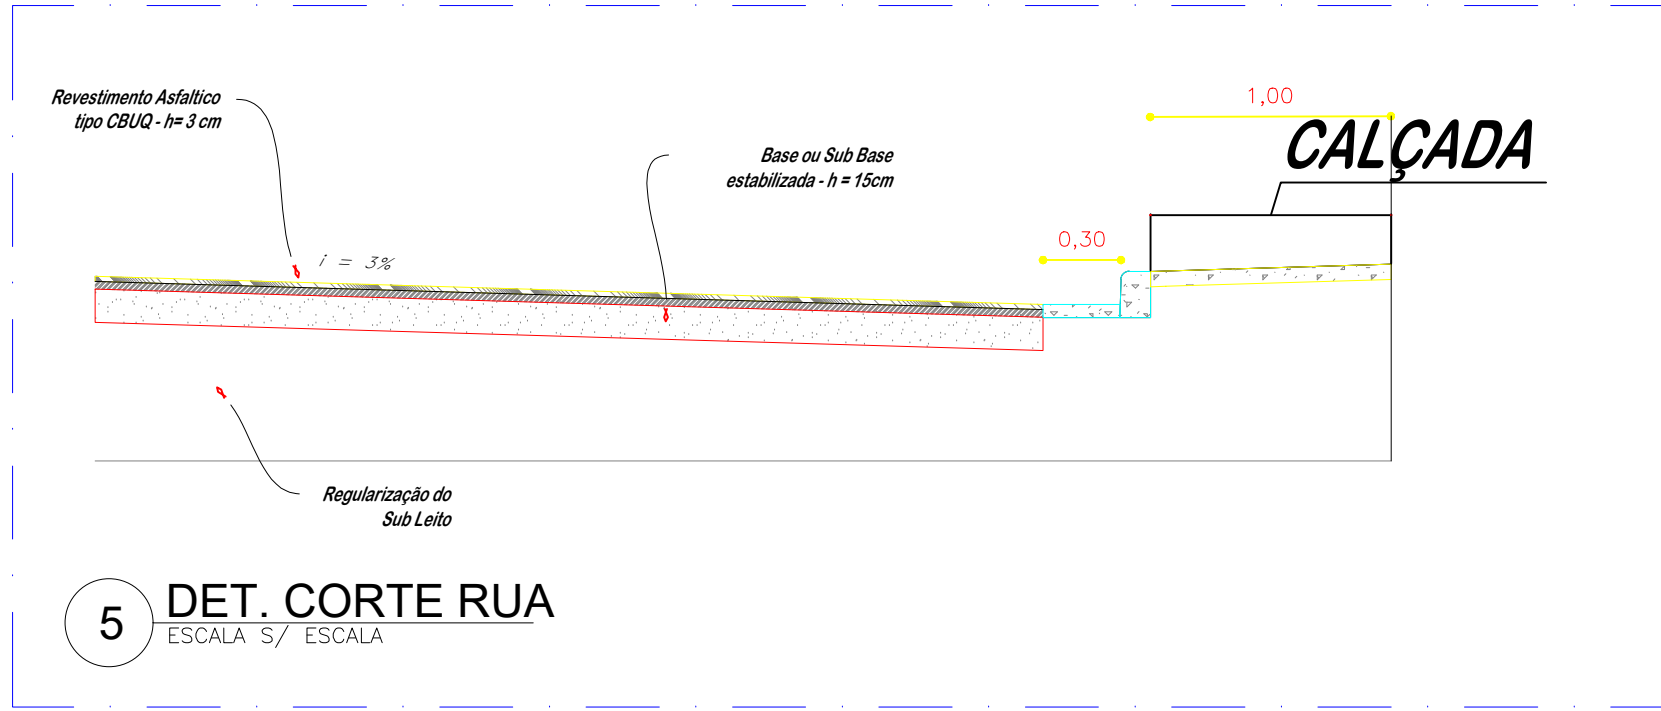 Revestimento Asfaltico
tipo CBUQ - h= 3 cm
1,00
CALÇADA
Base ou Sub Base
estabilizada - h = 15cm
0,30
i = 3%
Regularização do
Sub Leito
5
DET. CORTE RUA
ESCALA S/ ESCALA